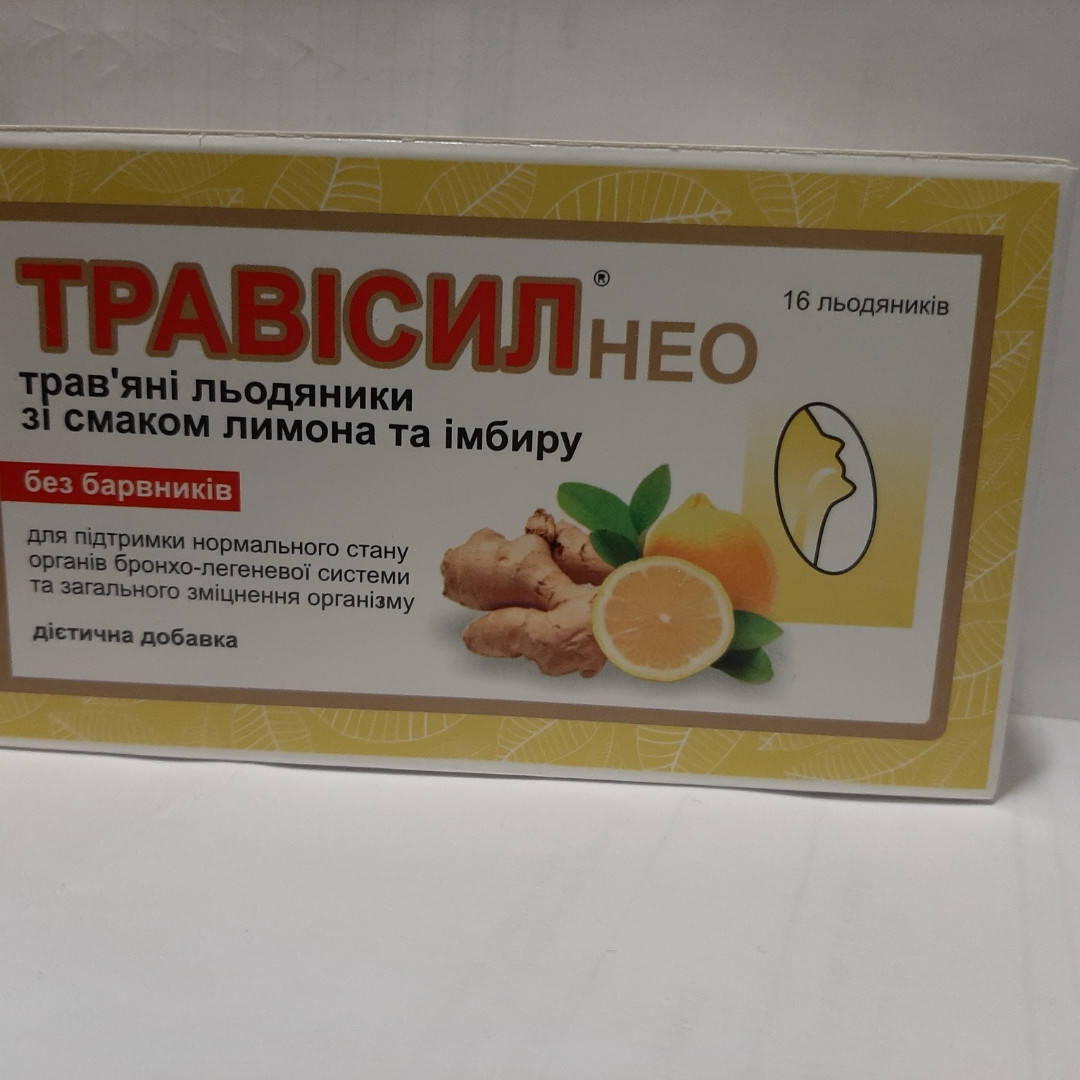 ТРАВІСИЛ® НЕО
16 льодяників
трав'яні льодяники
зі смаком лимона та імбиру
без барвників
для підтримки нормального стану
органів бронхо-легеневої системи
та загального зміцнення організму
дієтична добавка